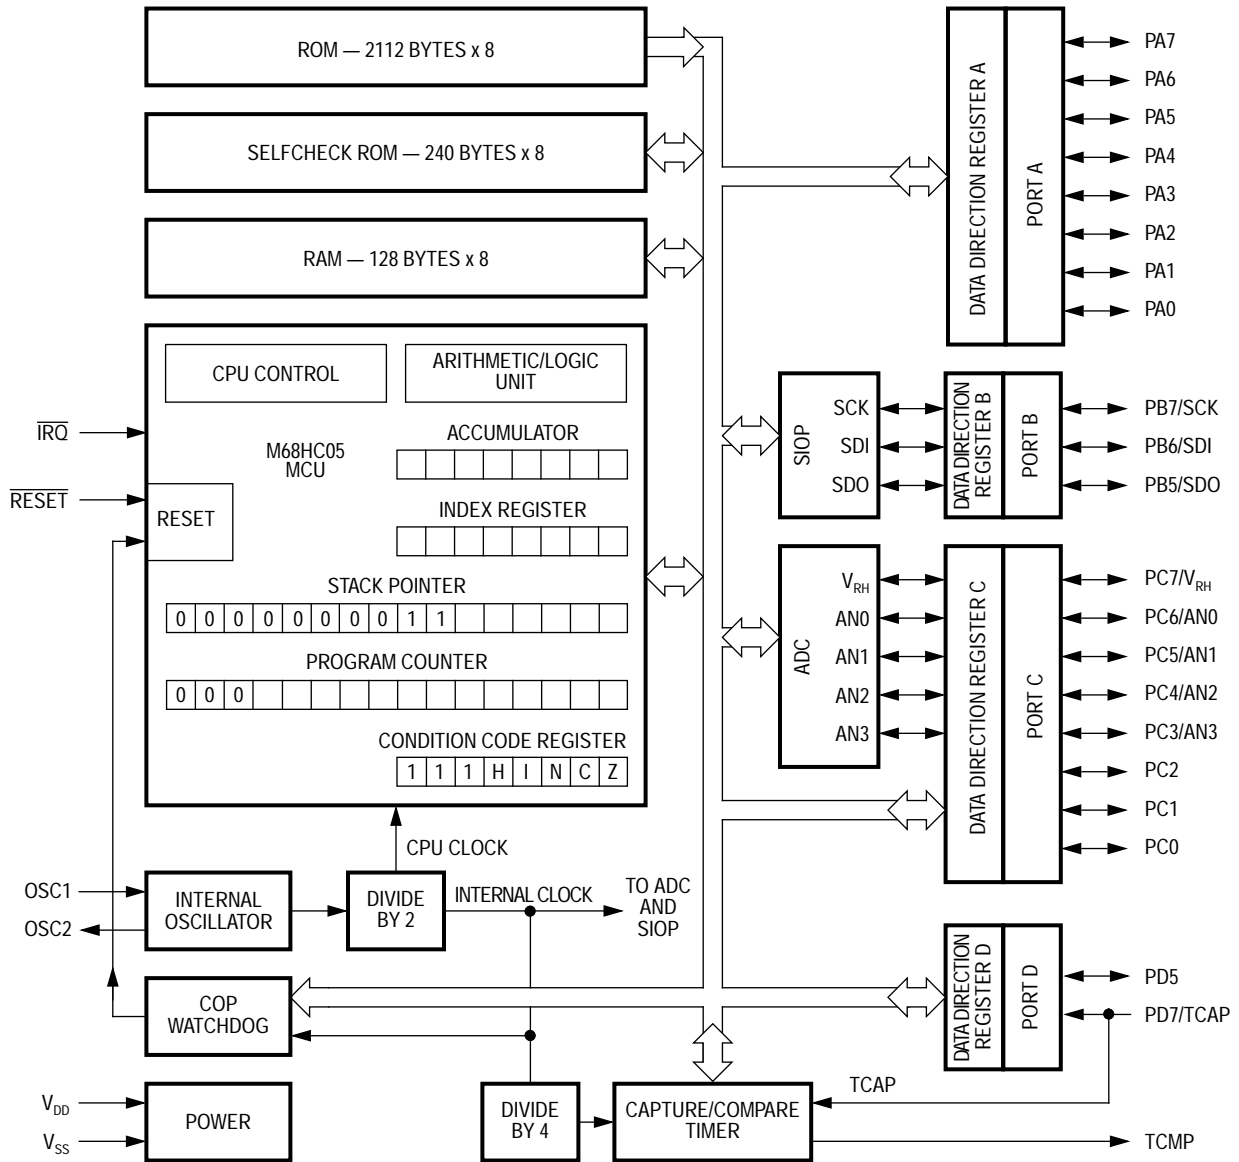 ROM — 2112 BYTES x 8
SELFCHECK ROM — 240 BYTES x 8
RAM — 128 BYTES x 8
CPU CONTROL
ARITHMETIC/LOGIC
UNIT
M68HC05
MCU
ACCUMULATOR
INDEX REGISTER
IRQ
RESET
RESET
STACK POINTER
0 0 0 0 0 0 0 0 1 1
PROGRAM COUNTER
0 0 0
CONDITION CODE REGISTER
1 1 1 H I N C Z
CPU CLOCK
OSC1
OSC2
INTERNAL
OSCILLATOR
DIVIDE
BY 2
INTERNAL CLOCK
TO ADC
AND
SIOP
COP
WATCHDOG
VDD
VSS
POWER
DIVIDE
BY 4
CAPTURE/COMPARE
TIMER
TCAP
TCMP
DATA DIRECTION REGISTER A
PORT A
PA7
PA6
PA5
PA4
PA3
PA2
PA1
PA0
SIOP
SCK
SDI
SDO
DATA DIRECTION
REGISTER B
PORT B
PB7/SCK
PB6/SDI
PB5/SDO
ADC
VRH
AN0
AN1
AN2
AN3
DATA DIRECTION REGISTER C
PORT C
PC7/VRH
PC6/AN0
PC5/AN1
PC4/AN2
PC3/AN3
PC2
PC1
PC0
DATA DIRECTION
REGISTER D
PORT D
PD5
PD7/TCAP